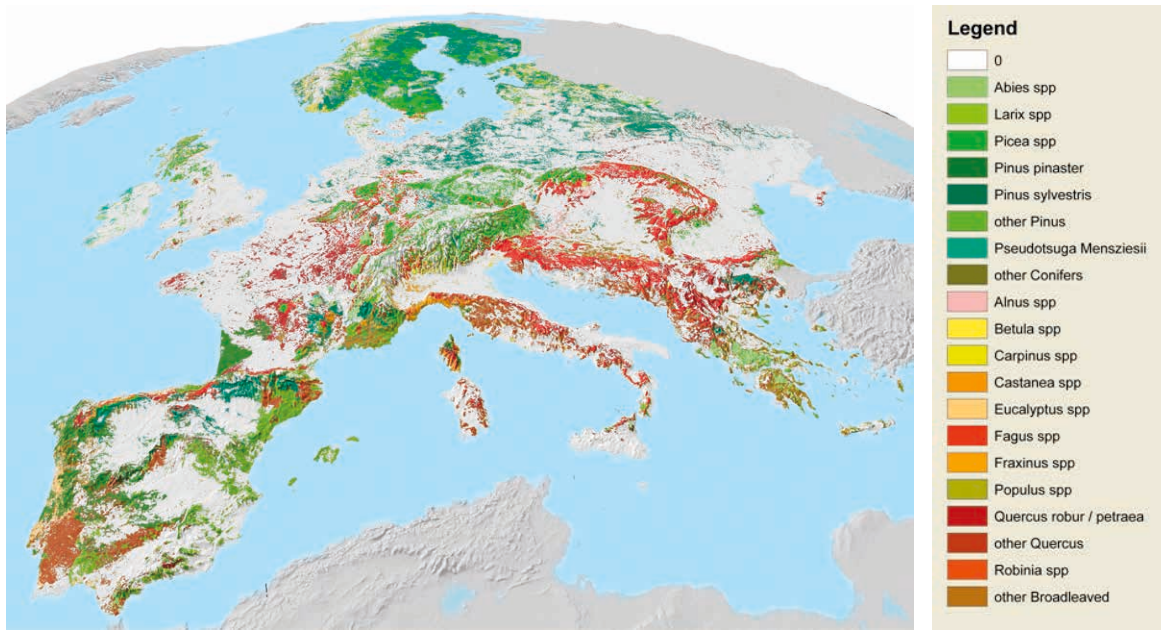 Legend
0
Abies spp
Larix spp
Picea spp
Pinus pinaster
Pinus sylvestris
other Pinus
Pseudotsuga Mensziesii
other Conifers
Alnus spp
Betula spp
Carpinus spp
Castanea spp
Eucalyptus spp
Fagus spp
Fraxinus spp
Populus spp
Quercus robur / petraea
other Quercus
Robinia spp
other Broadleaved